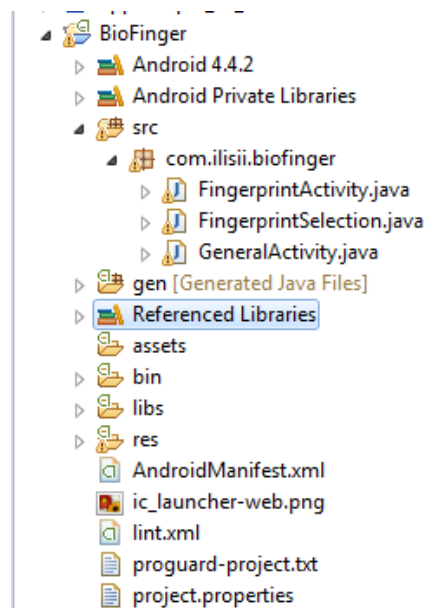 BioFinger
Android 4.4.2
Android Private Libraries
src
com.ilisii.biofinger
FingerprintActivity.java
FingerprintSelection.java
GeneralActivity.java
gen [Generated Java Files]
Referenced Libraries
assets
bin
libs
res
AndroidManifest.xml
ic_launcher-web.png
lint.xml
proguard-project.txt
project.properties